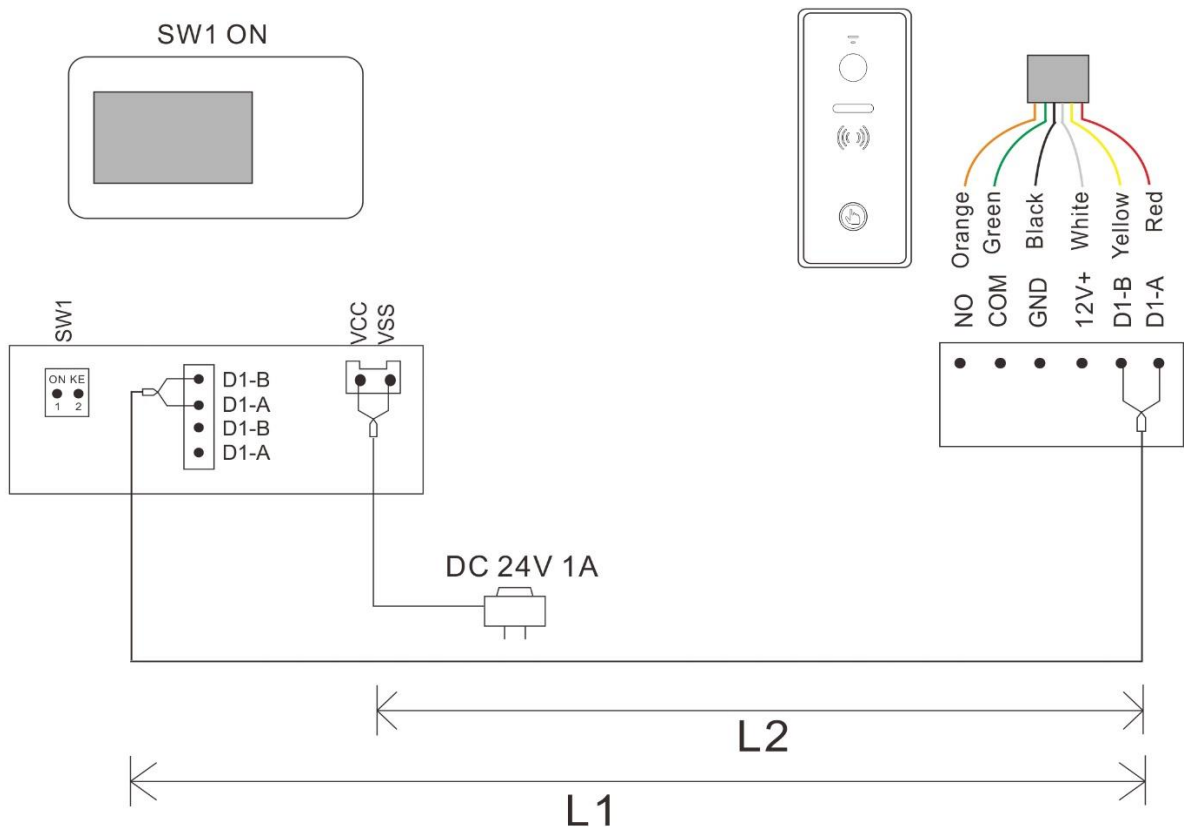 SW1 ON
Orange
Green
Black
White
Yellow
Red
NO
COM
GND
12V+
D1-B
D1-A
SW1
VCC
VSS
ON KE
1 2
D1-B
D1-A
D1-B
D1-A
DC 24V 1A
L2
L1